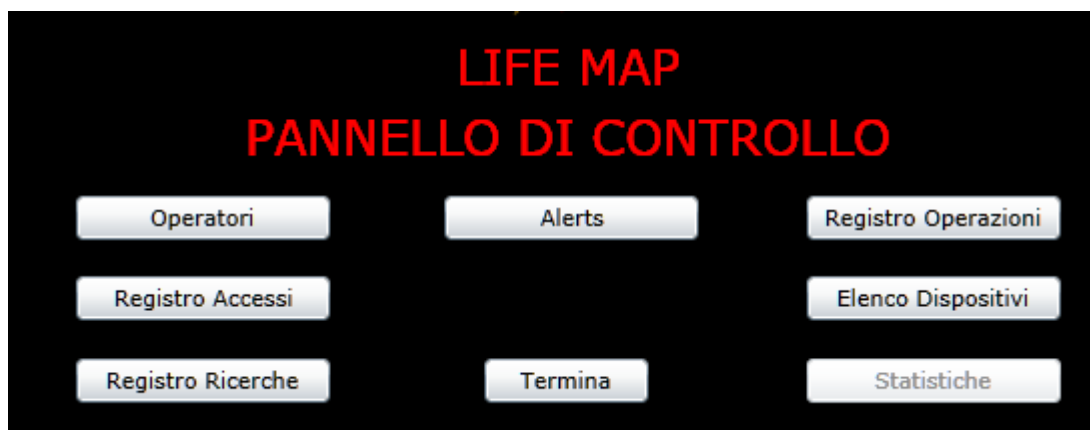 LIFE MAP
PANNELLO DI CONTROLLO
Operatori
Alerts
Registro Operazioni
Registro Accessi
Elenco Dispositivi
Registro Ricerche
Termina
Statistiche